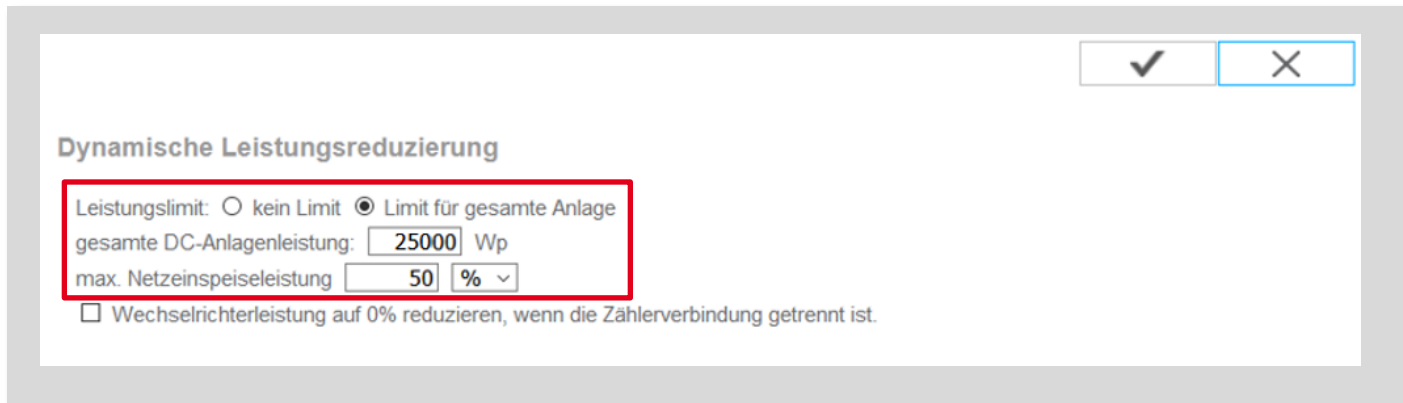 Dynamische Leistungsreduzierung
Leistungslimit: kein Limit Limit für gesamte Anlage
gesamte DC-Anlagenleistung: 25000 Wp
max. Netzeinspeiseleistung 50 %
Wechselrichterleistung auf 0% reduzieren, wenn die Zählerverbindung getrennt ist.